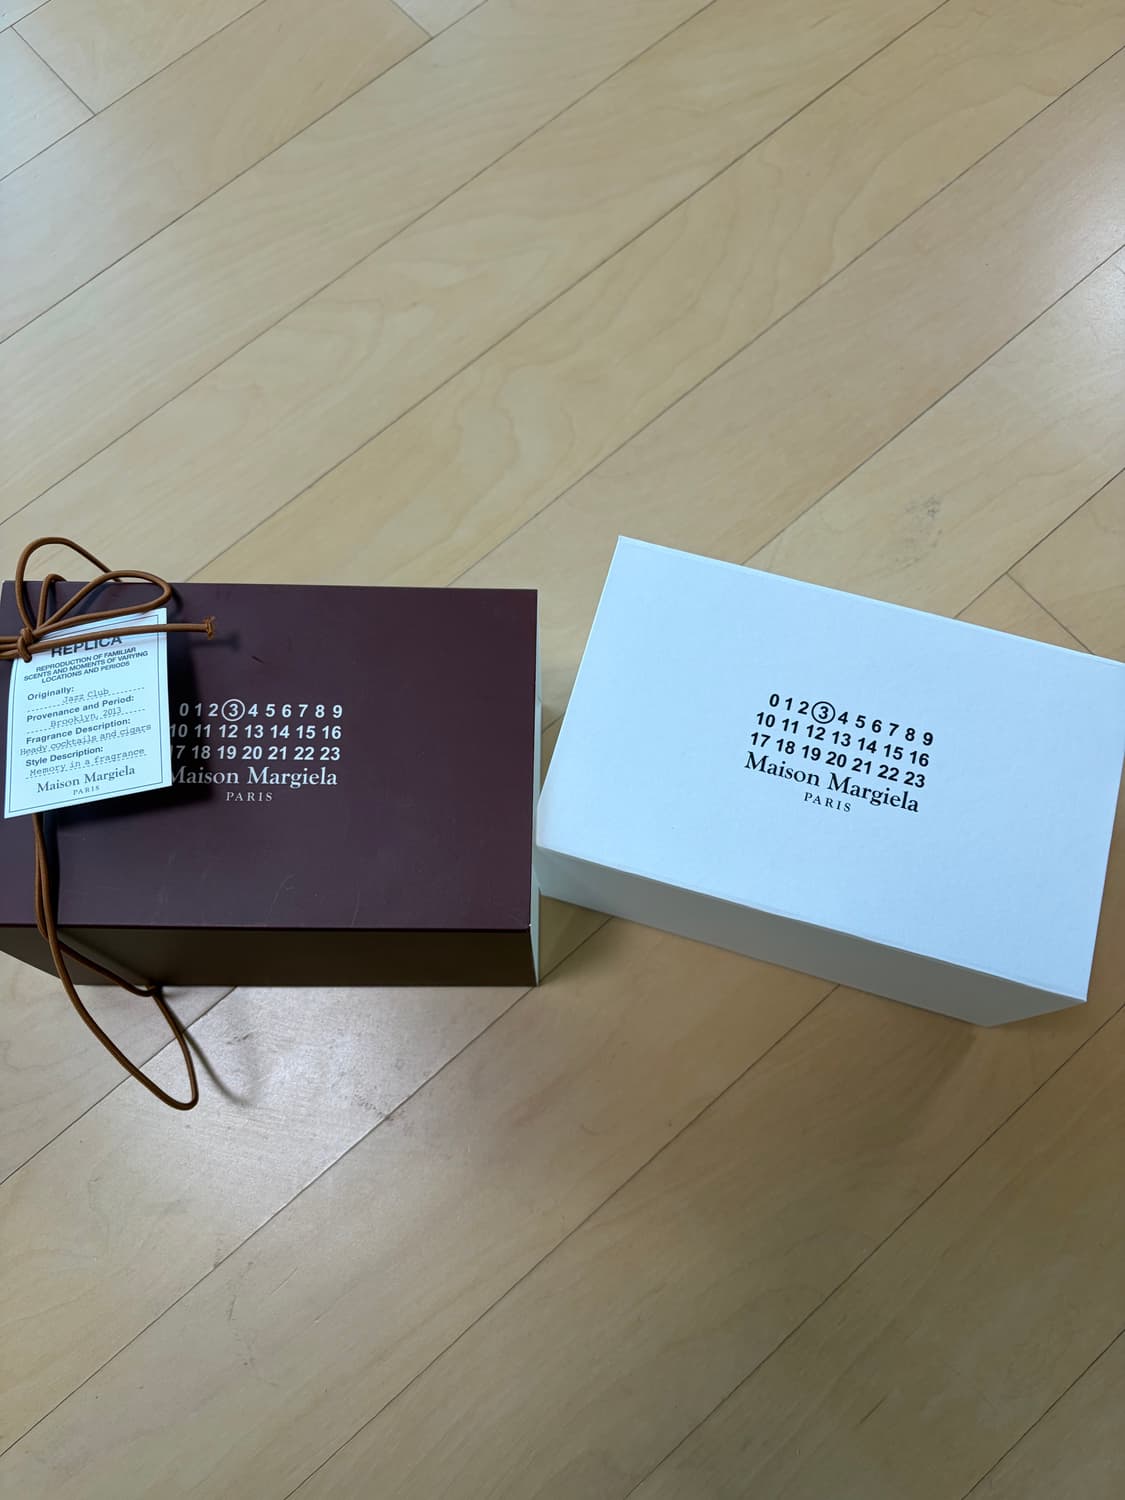 REPLICA
REPRODUCTION OF FAMILIAR
SCENTS AND MOMENTS OF VARYING
LOCATIONS AND PERIODS
Originally:
Jazz Club
Provenance and Period:
Brooklyn, 2013
Fragrance Description:
Heady cocktails and cigars
Style Description:
Memory in a fragrance
Maison Margiela
PARIS
0 1 2 3 4 5 6 7 8 9
10 11 12 13 14 15 16
17 18 19 20 21 22 23
Maison Margiela
PARIS
0 1 2 3 4 5 6 7 8 9
10 11 12 13 14 15 16
17 18 19 20 21 22 23
Maison Margiela
PARIS